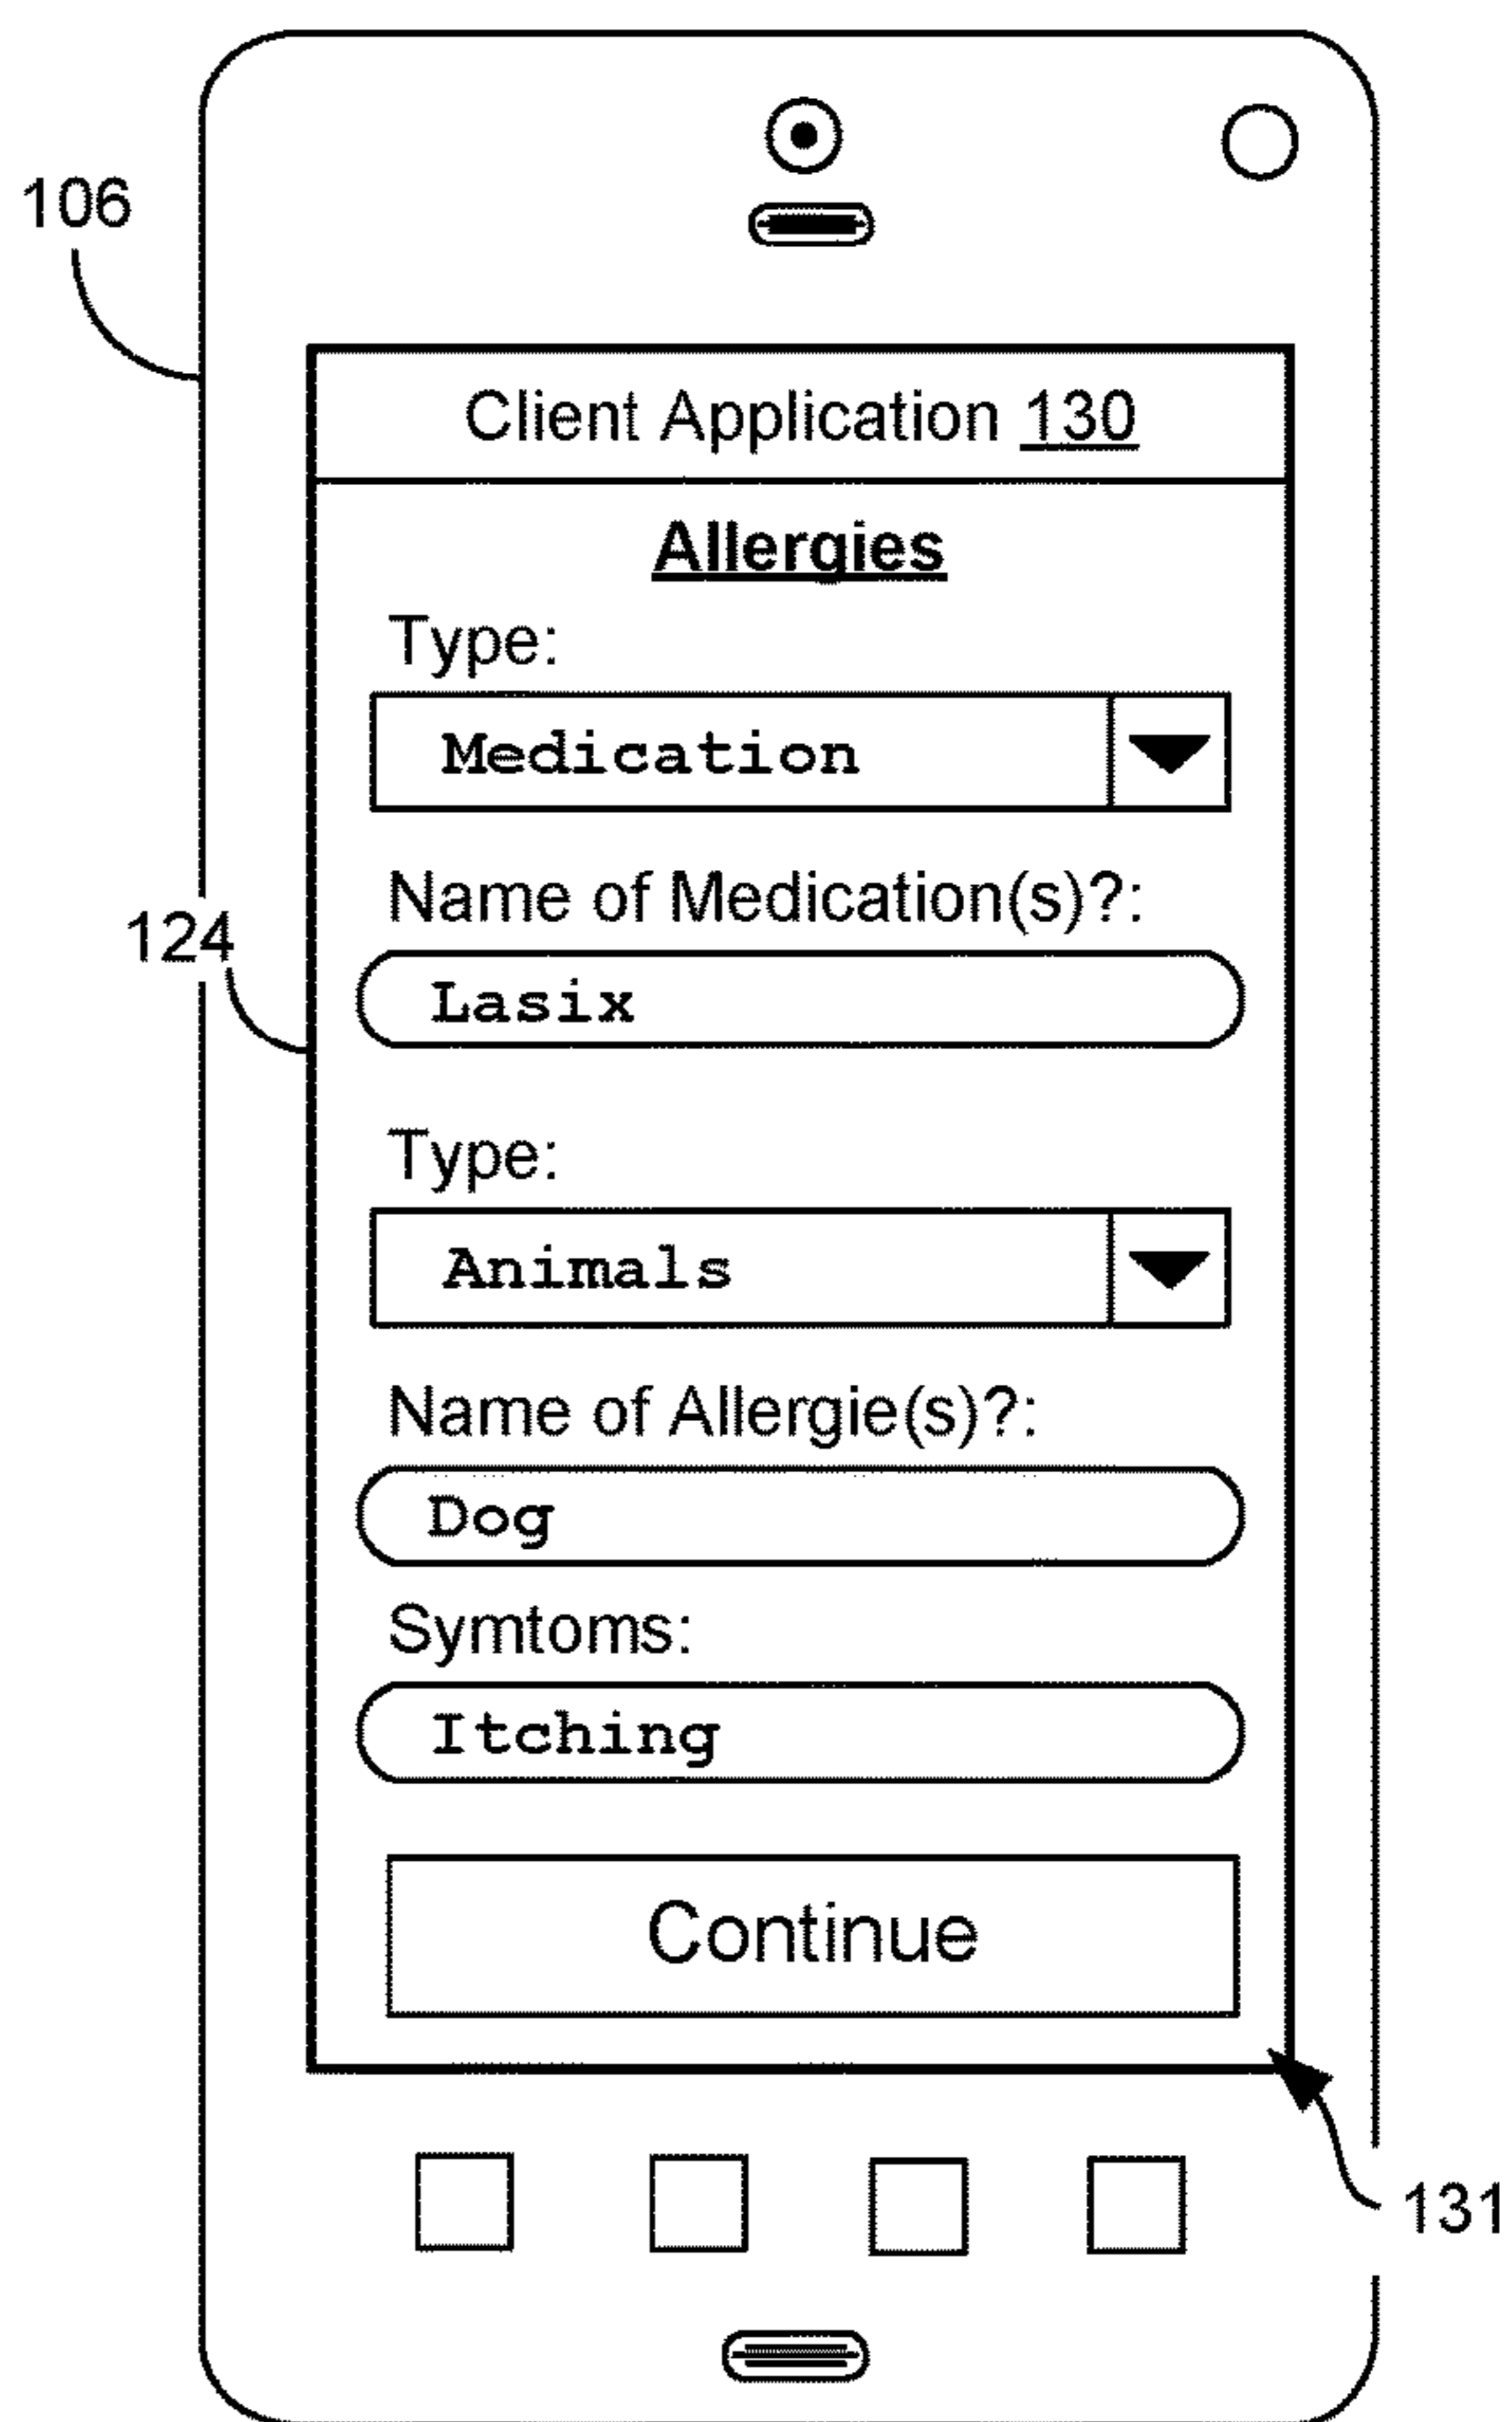 106
Client Application 130
Allergies
Type:
Medication
Name of Medication(s)?:
124
Lasix
Type:
Animals
Name of Allergie(s)?:
Dog
Symtoms:
Itching
Continue
131